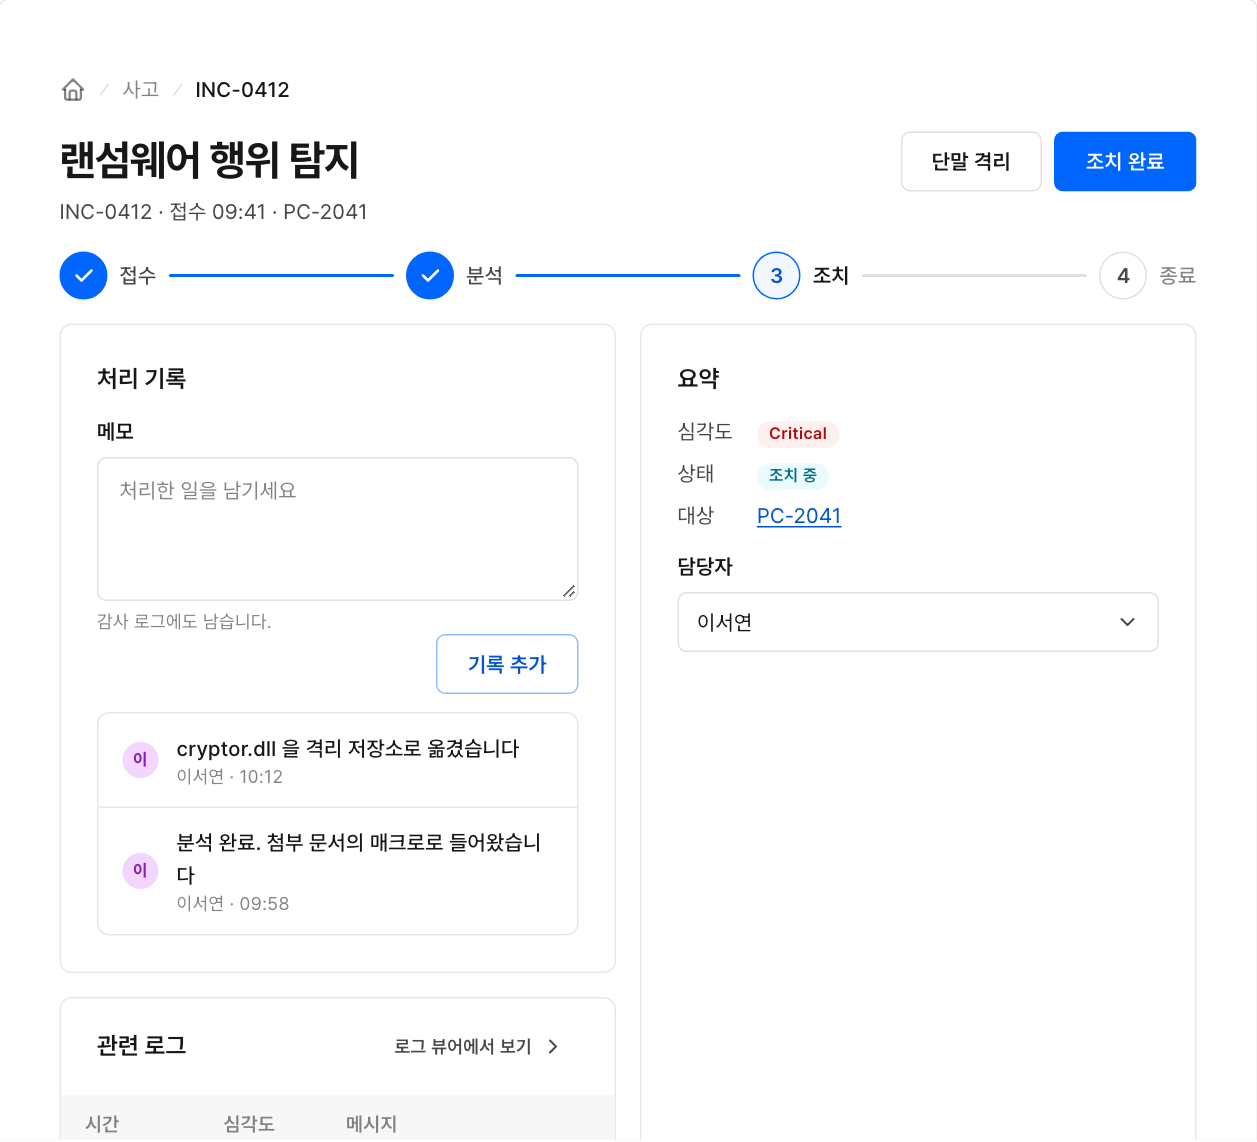 사고 / INC-0412
랜섬웨어 행위 탐지
단말 격리
조치 완료
INC-0412 · 접수 09:41 · PC-2041
접수
분석
3 조치
4 종료
처리 기록
메모
처리한 일을 남기세요
감사 로그에도 남습니다.
기록 추가
이
cryptor.dll 을 격리 저장소로 옮겼습니다
이서연 · 10:12
이
분석 완료. 첨부 문서의 매크로로 들어왔습니
다
이서연 · 09:58
요약
심각도 Critical
상태 조치 중
대상 PC-2041
담당자
이서연
관련 로그
로그 뷰어에서 보기
시간 심각도 메시지